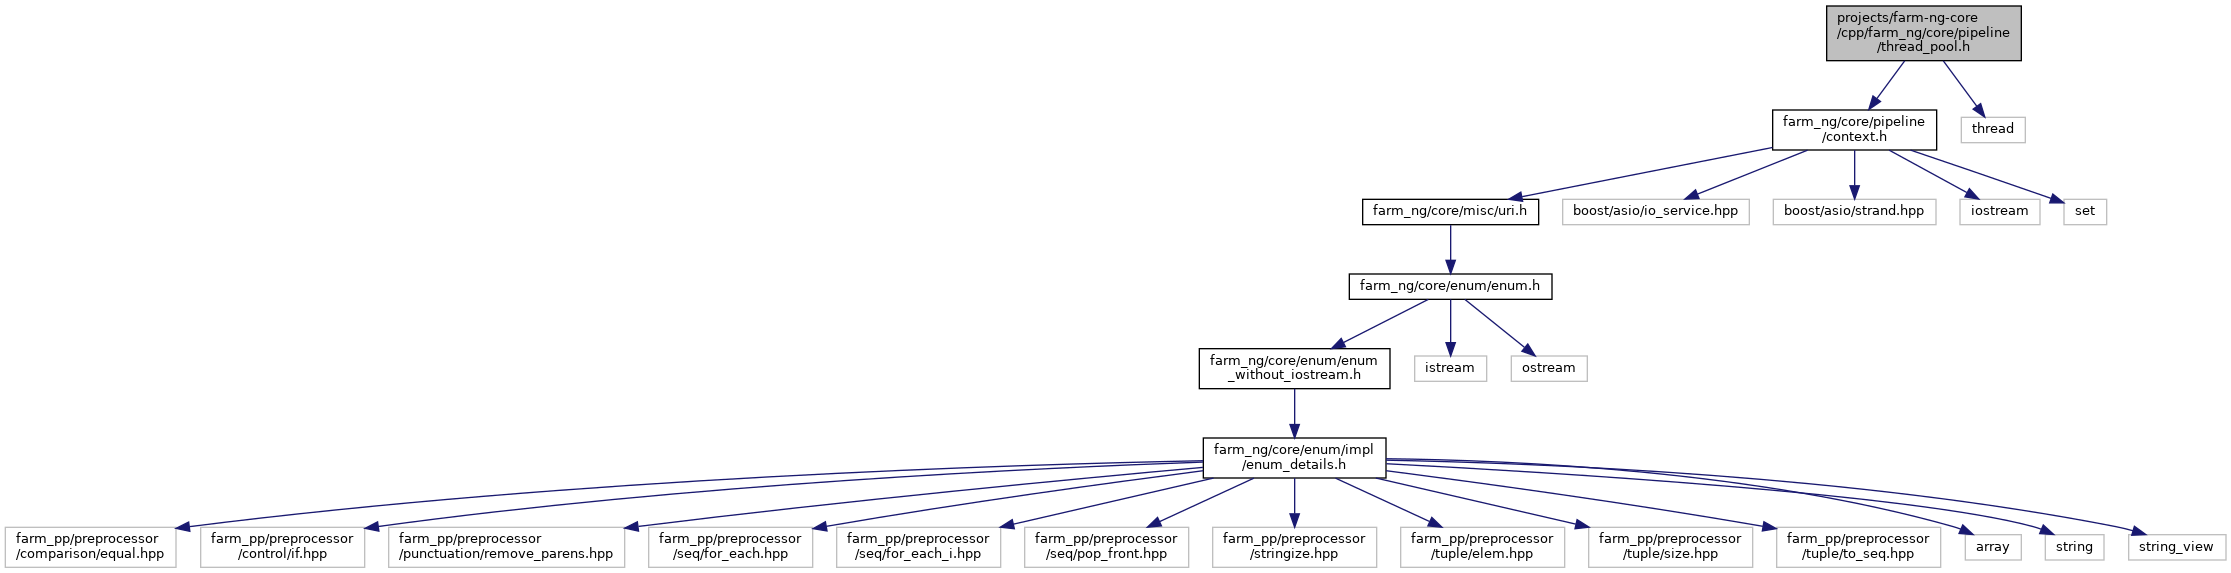 projects/farm-ng-core
/cpp/farm_ng/core/pipeline
/thread_pool.h
farm_ng/core/pipeline
/context.h
thread
farm_ng/core/misc/uri.h
boost/asio/io_service.hpp
boost/asio/strand.hpp
iostream
set
farm_ng/core/enum/enum.h
farm_ng/core/enum/enum
_without_iostream.h
istream
ostream
farm_ng/core/enum/impl
/enum_details.h
farm_pp/preprocessor
/comparison/equal.hpp
farm_pp/preprocessor
/control/if.hpp
farm_pp/preprocessor
/punctuation/remove_parens.hpp
farm_pp/preprocessor
/seq/for_each.hpp
farm_pp/preprocessor
/seq/for_each_i.hpp
farm_pp/preprocessor
/seq/pop_front.hpp
farm_pp/preprocessor
/stringize.hpp
farm_pp/preprocessor
/tuple/elem.hpp
farm_pp/preprocessor
/tuple/size.hpp
farm_pp/preprocessor
/tuple/to_seq.hpp
array
string
string_view